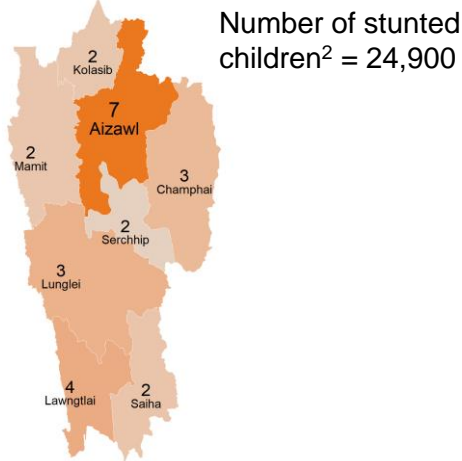 Number of stunted
children² = 24,900
2
Kolasib
7
Aizawl
2
Mamit
3
Champhai
2
Serchhip
3
Lunglei
4
Lawngtlai
2
Saiha